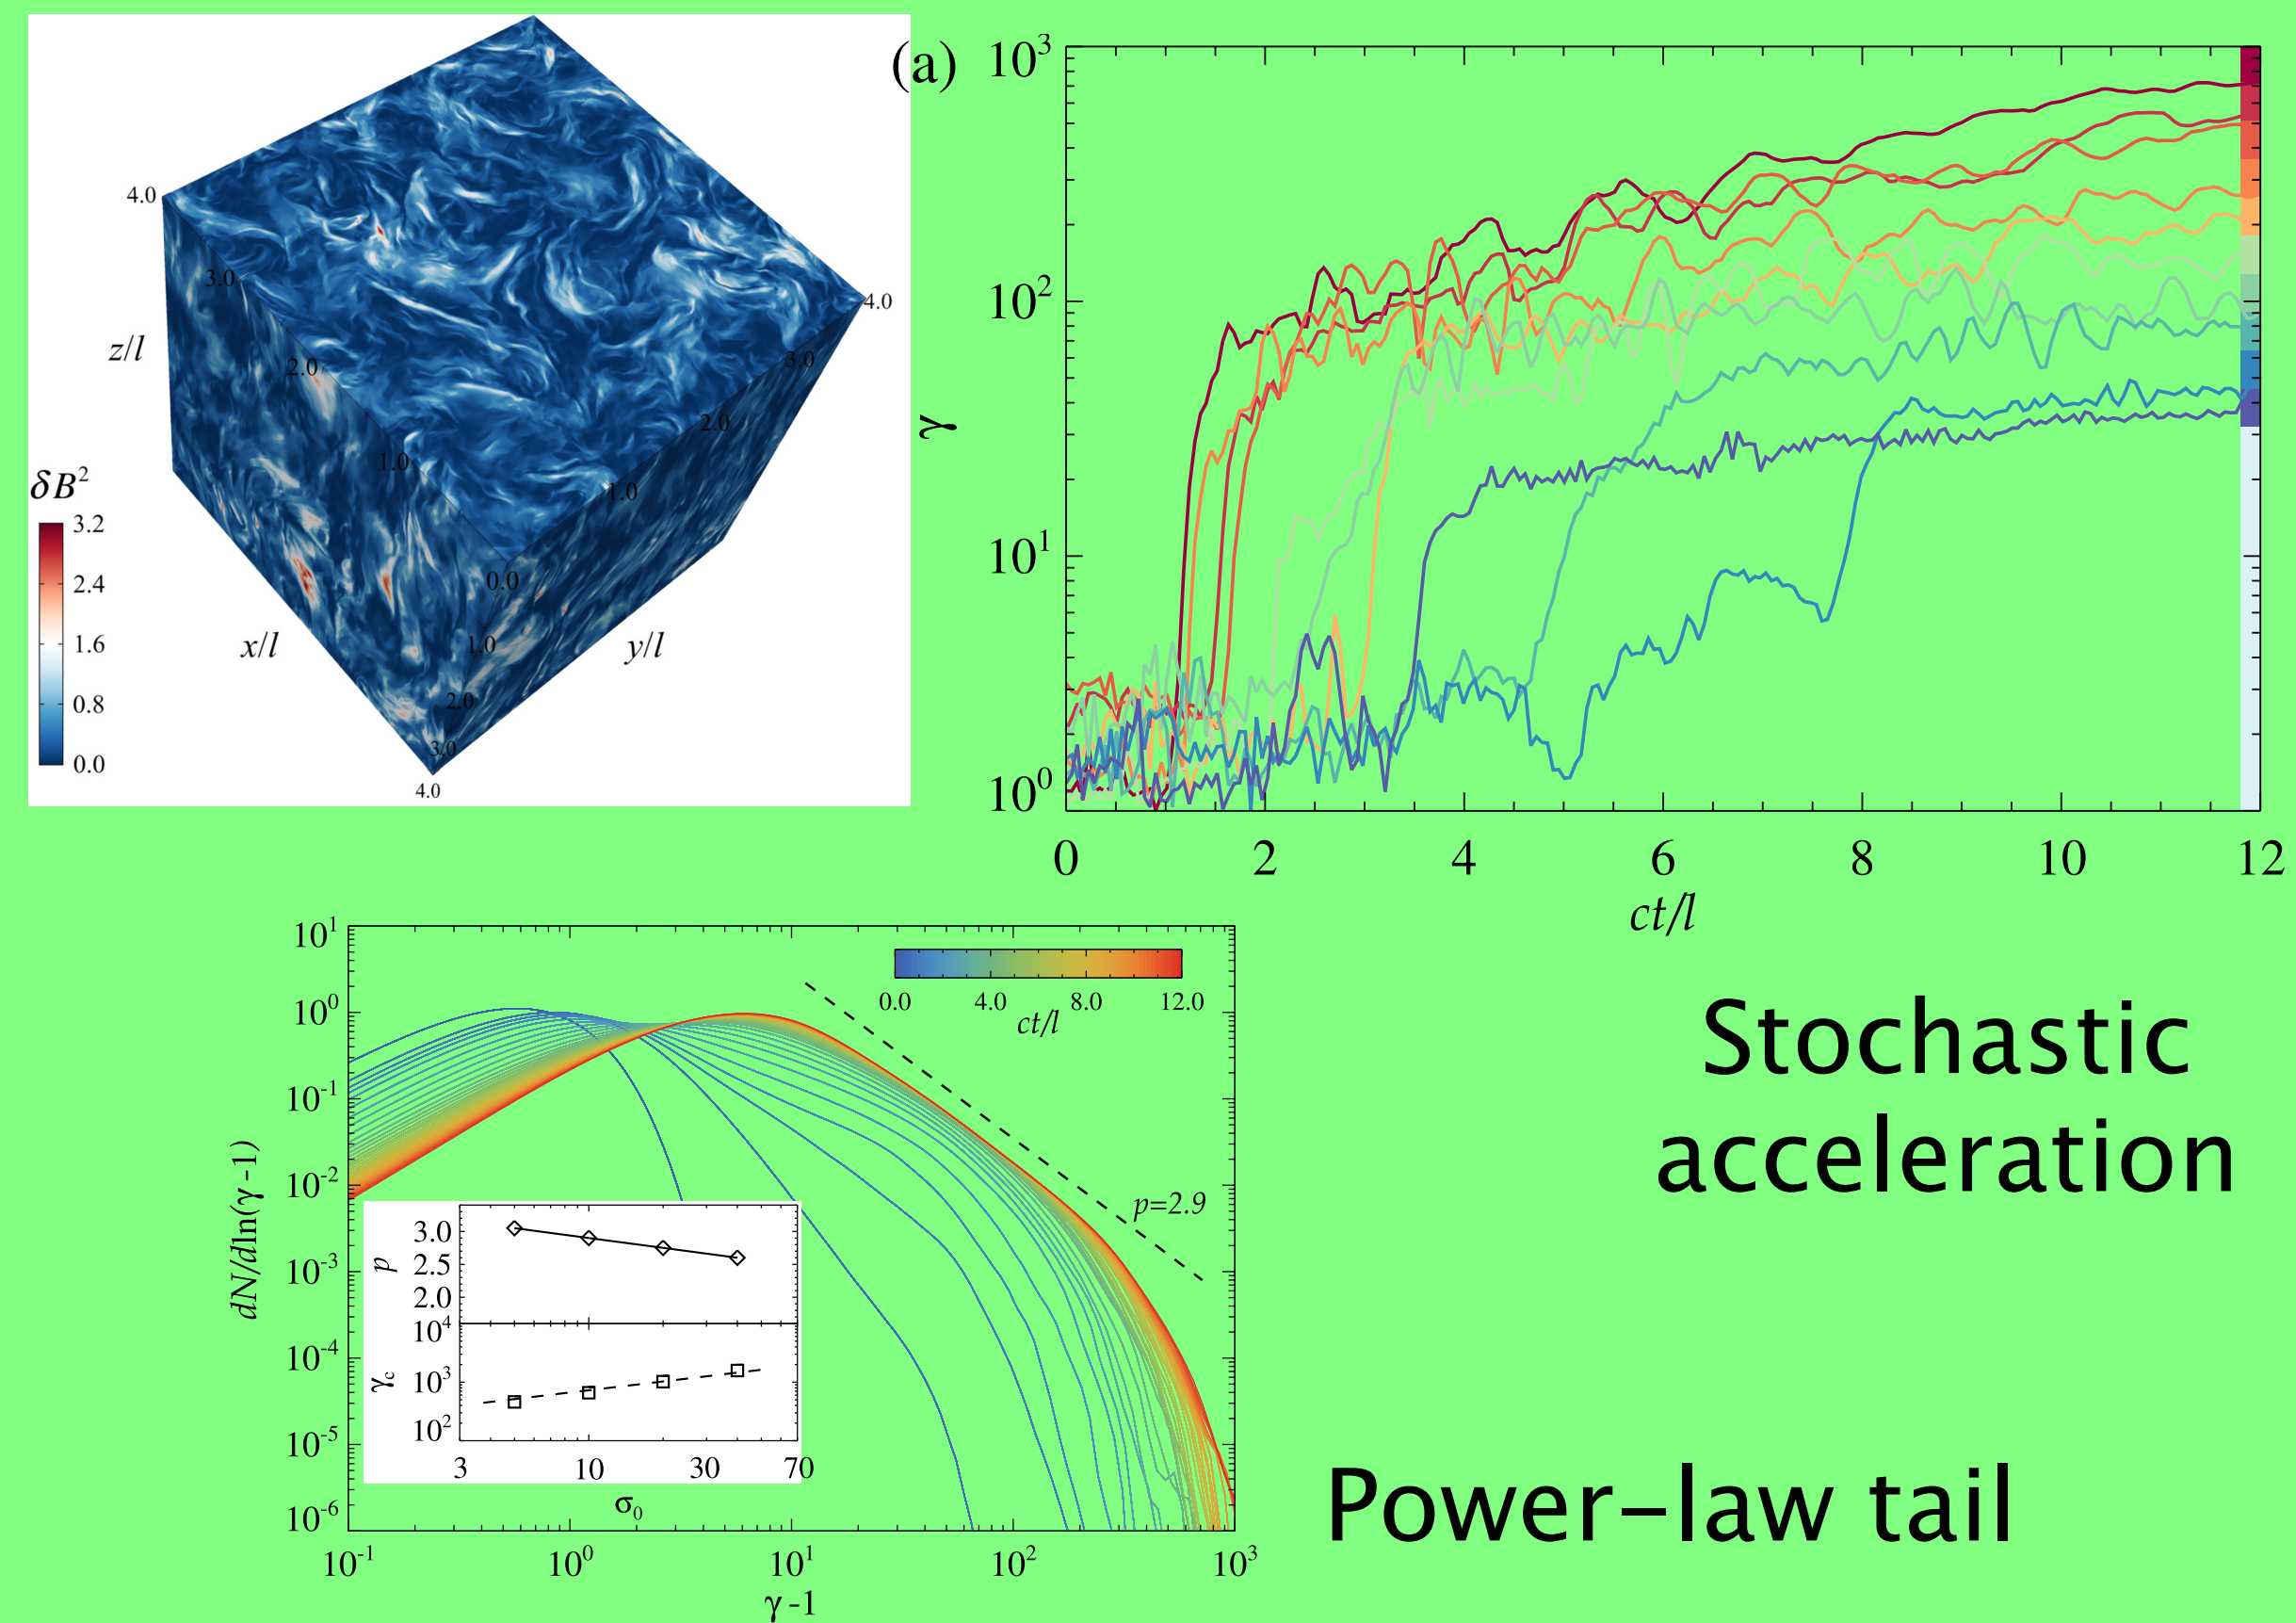 (a)
10³
10²
10¹
10⁰
γ
0 2 4 6 8 10 12
ct/l
4.0
3.0
2.0
1.0
0.0
4.0
3.0
2.0
1.0
1.0
2.0
3.0
4.0
z/l
x/l
y/l
δB²
3.2
2.4
1.6
0.8
0.0
10¹
10⁰
10⁻¹
10⁻²
10⁻³
10⁻⁴
10⁻⁵
10⁻⁶
dN/dln(γ-1)
0.0 4.0 8.0 12.0
ct/l
p=2.9
p
3.0
2.5
2.0
γc
10⁴
10³
10²
3 10 30 70
σ₀
10⁻¹ 10⁰ 10¹ 10² 10³
γ-1
Stochastic
acceleration
Power-law tail